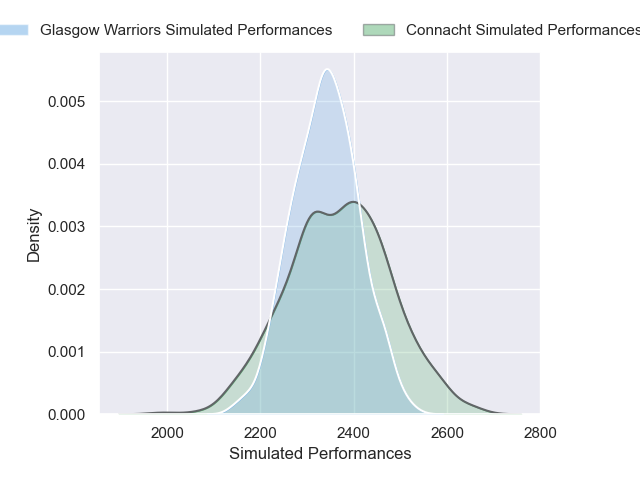 Glasgow Warriors Simulated Performances Connacht Simulated Performances
0.005
0.004
0.003
0.002
0.001
0.000
Density
2000 2200 2400 2600 2800
Simulated Performances